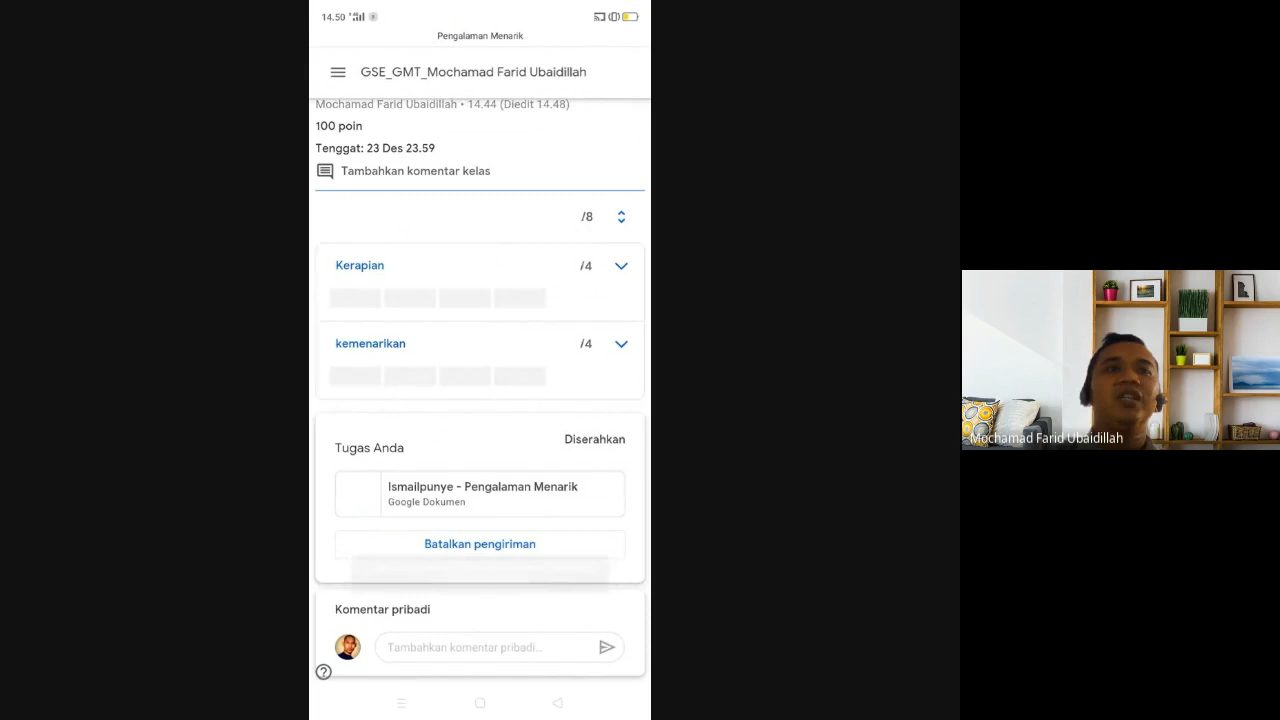 14.50
Pengalaman Menarik
GSE_GMT_Mochamad Farid Ubaidillah
Mochamad Farid Ubaidillah • 14.44 (Diedit 14.48)
100 poin
Tenggat: 23 Des 23.59
Tambahkan komentar kelas
/8
Kerapian /4
kemenarikan /4
Diserahkan
Tugas Anda
Ismailpunye - Pengalaman Menarik
Google Dokumen
Batalkan pengiriman
Komentar pribadi
Tambahkan komentar pribadi..
?
Mochamad Farid Ubaidillah